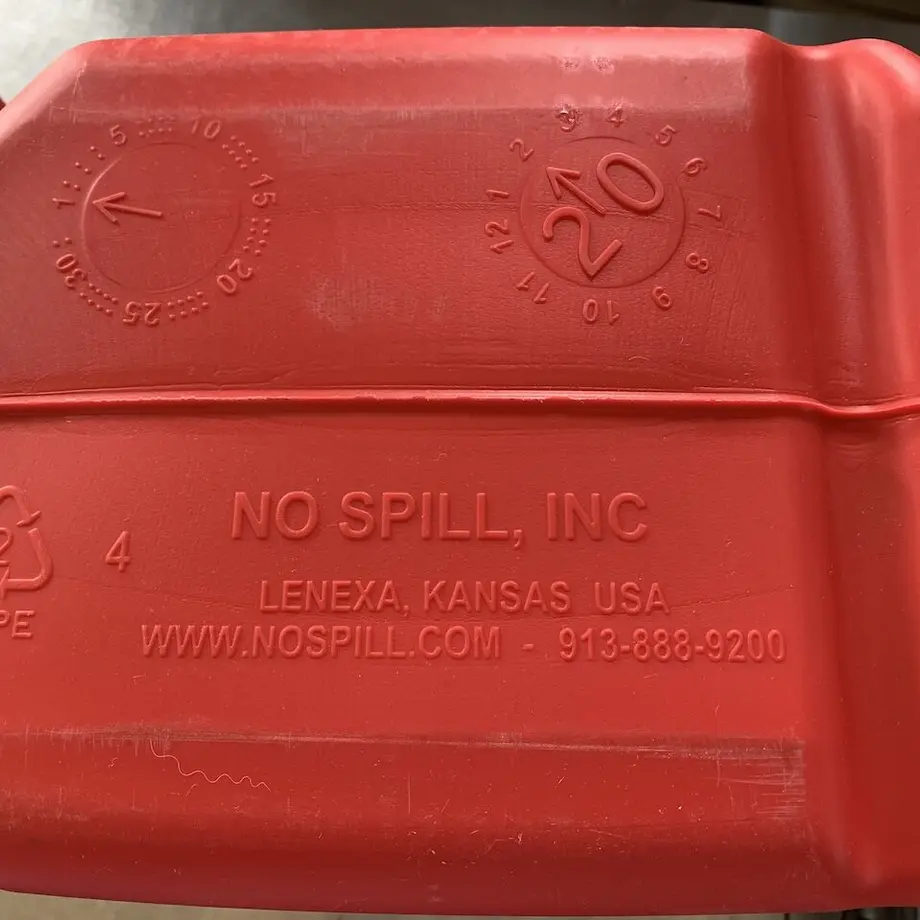 1 5 10 15 20 25 30
1 2 3 4 5 6 7 8 9 10 11 12
20
2
PE
4
NO SPILL, INC
LENEXA, KANSAS USA
WWW.NOSPILL.COM - 913-888-9200